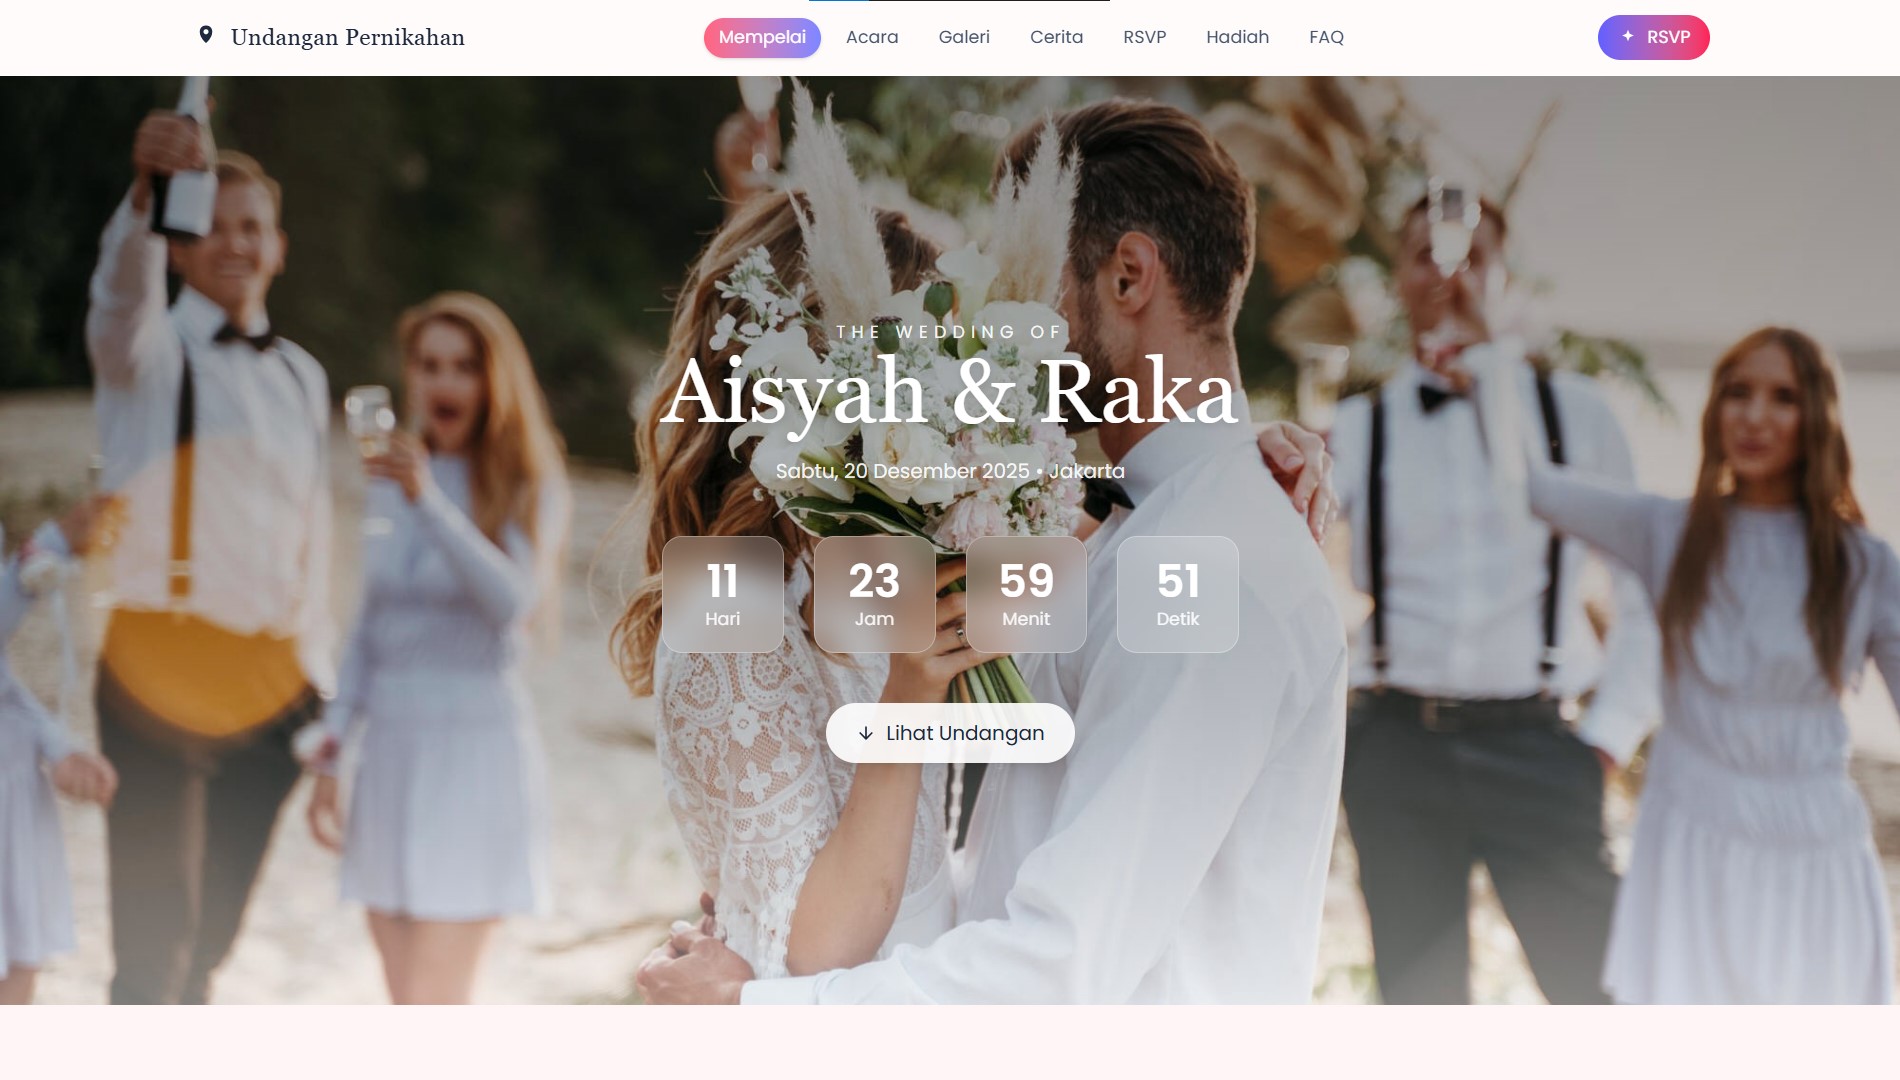 Undangan Pernikahan
Mempelai Acara Galeri Cerita RSVP Hadiah FAQ
RSVP
THE WEDDING OF
Aisyah & Raka
Sabtu, 20 Desember 2025 • Jakarta
11 23 59 51
Hari Jam Menit Detik
Lihat Undangan